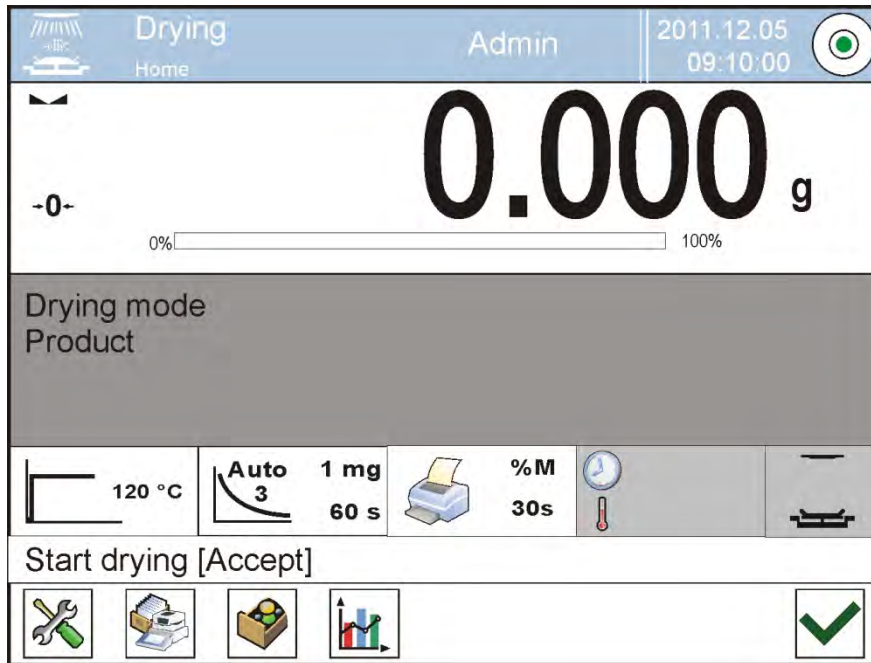 Drying
Home
Admin
2011.12.05
09:10:00
0.000 g
→0←
0% 100%
Drying mode
Product
120 °C
Auto 1 mg
3
60 s
%M
30s
Start drying [Accept]